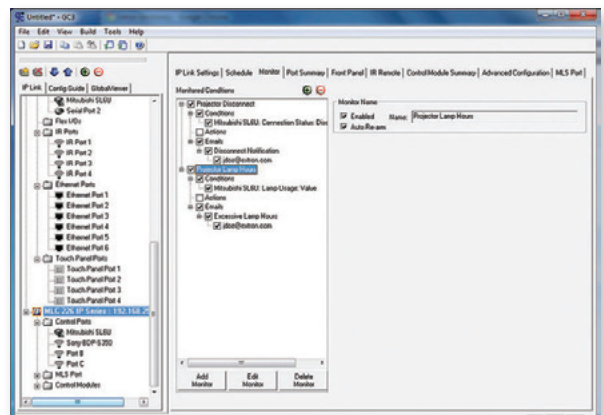 Untitled* - GC3
File Edit View Build Tools Help
IP Link Config Guide GlobalViewer
Mitsubishi SL6U
Serial Port 2
Flex I/Os
IR Ports
IR Port 1
IR Port 2
IR Port 3
IR Port 4
Ethernet Ports
Ethernet Port 1
Ethernet Port 2
Ethernet Port 3
Ethernet Port 4
Ethernet Port 5
Ethernet Port 6
Touch Panel Ports
Touch Panel Port 1
Touch Panel Port 2
Touch Panel Port 3
Touch Panel Port 4
MLC 226 IP Series : 192.168.25
Control Ports
Mitsubishi SL6U
Sony BDP-S350
Port B
Port C
MLS Port
Control Modules
IP Link Settings Schedule Monitor Port Summary Front Panel IR Remote Control Module Summary Advanced Configuration MLS Port
Monitored Conditions
Projector Disconnect
Conditions
Mitsubishi SL6U: Connection Status: Disc
Actions
Emails
Disconnect Notification
jdoe@extron.com
Projector Lamp Hours
Conditions
Mitsubishi SL6U: Lamp Usage: Value
Actions
Emails
Excessive Lamp Hours
jdoe@extron.com
Add Monitor
Edit Monitor
Delete Monitor
Monitor Name
Enabled Name: Projector Lamp Hours
Auto Re-arm